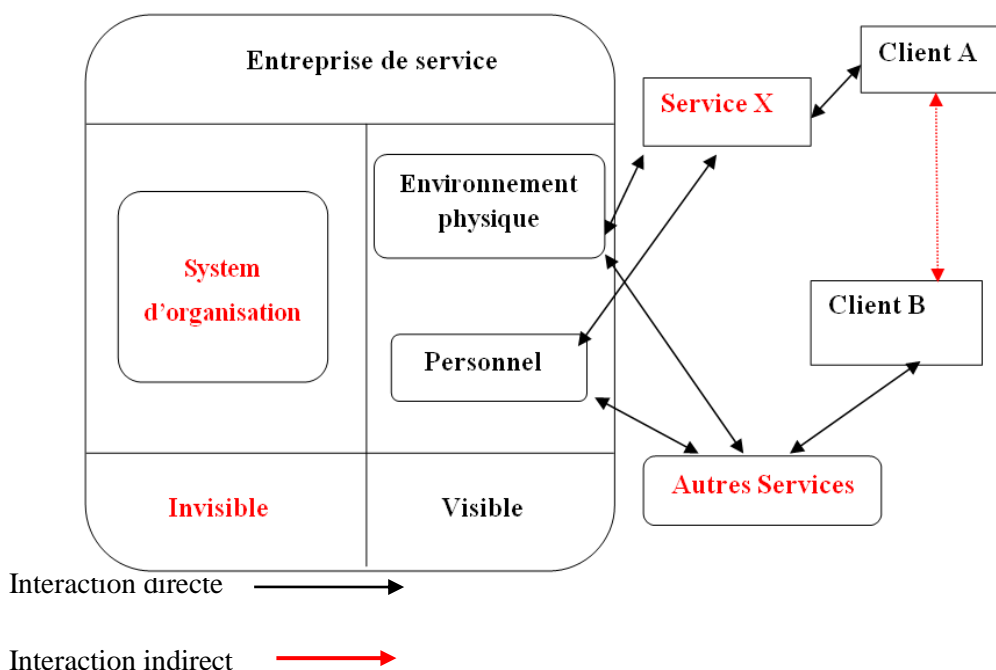 Entreprise de service
Client A
Service X
Environnement
physique
System
d'organisation
Client B
Personnel
Autres Services
Invisible
Visible
Interaction directe
Interaction indirect